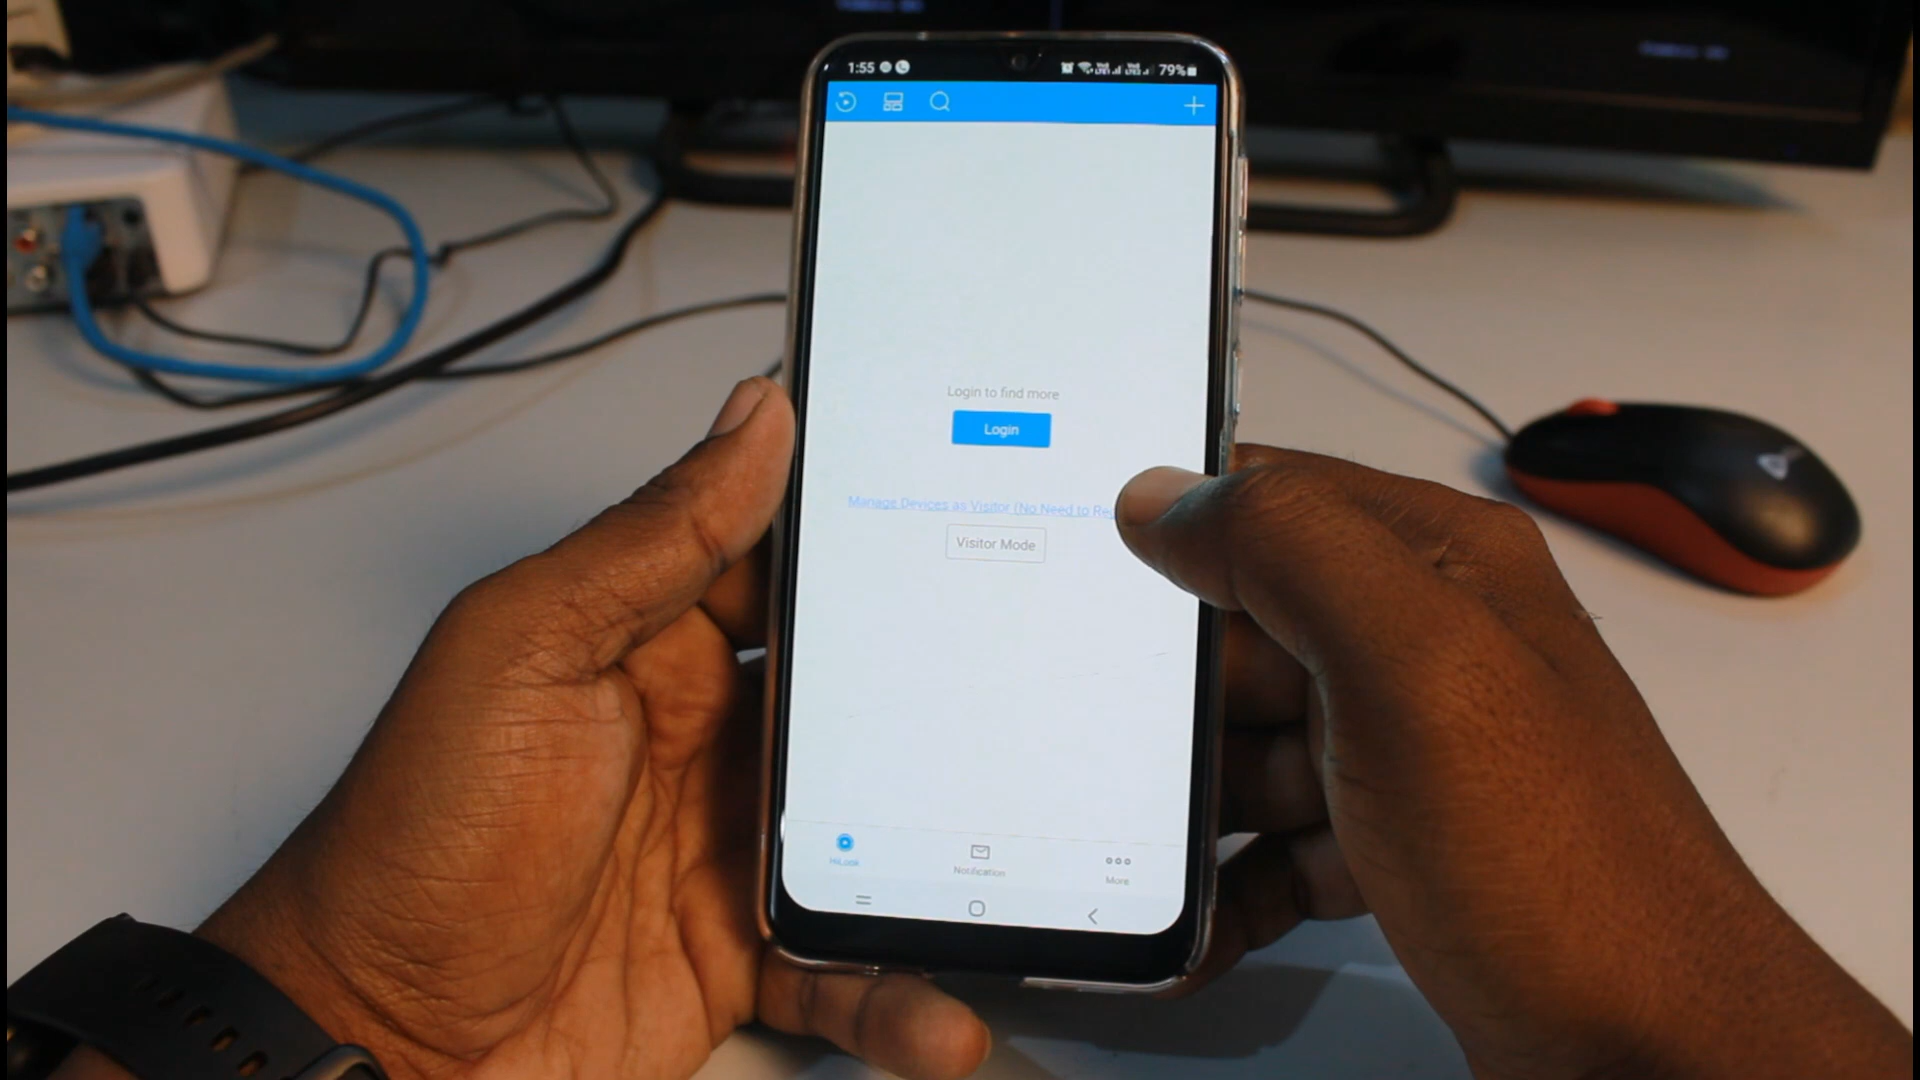 1:55
79%
Login to find more
Login
Manage Devices as Visitor (No Need to
Visitor Mode
HiLook
Notification
More